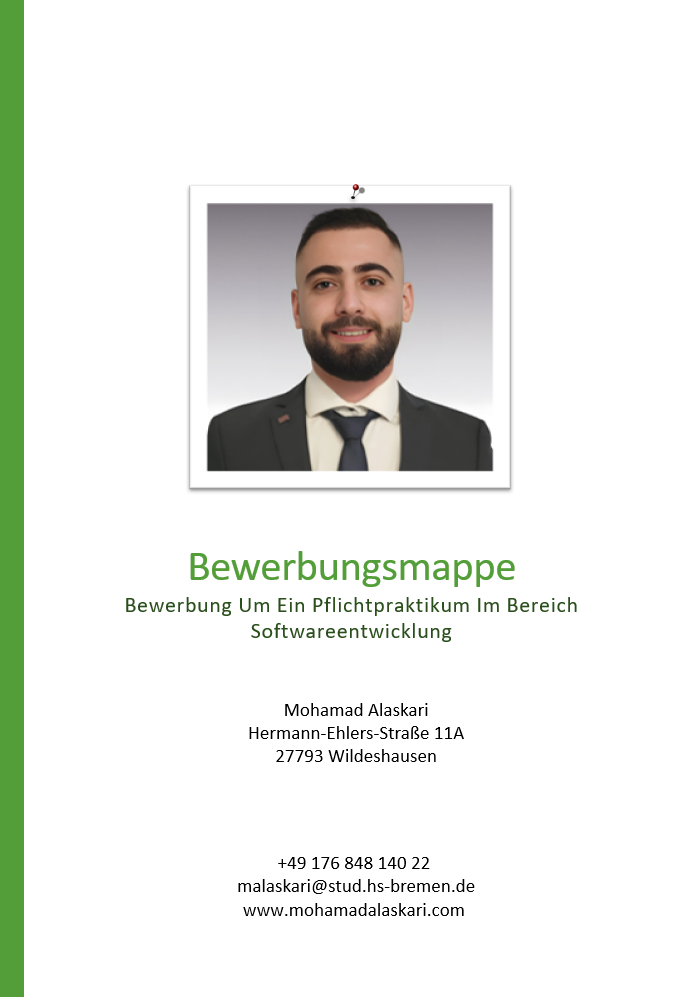 Bewerbungsmappe
Bewerbung Um Ein Pflichtpraktikum Im Bereich
Softwareentwicklung
Mohamad Alaskari
Hermann-Ehlers-Straße 11A
27793 Wildeshausen
+49 176 848 140 22
malaskari@stud.hs-bremen.de
www.mohamadalaskari.com